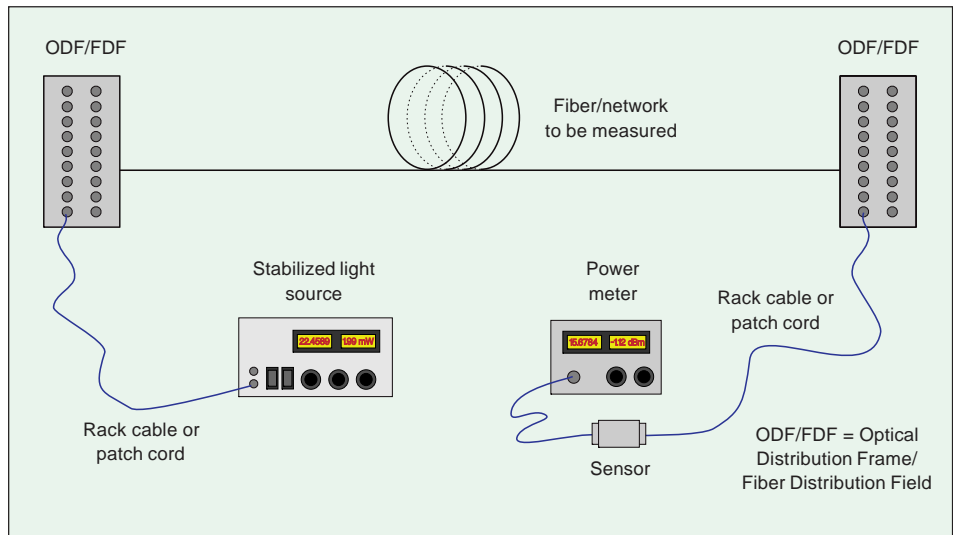 ODF/FDF
ODF/FDF
Fiber/network
to be measured
Stabilized light
source
Power
meter
Rack cable or
patch cord
22.4589
1.99 mW
15.6784
-1.12 dBm
Rack cable or
patch cord
Sensor
ODF/FDF = Optical
Distribution Frame/
Fiber Distribution Field